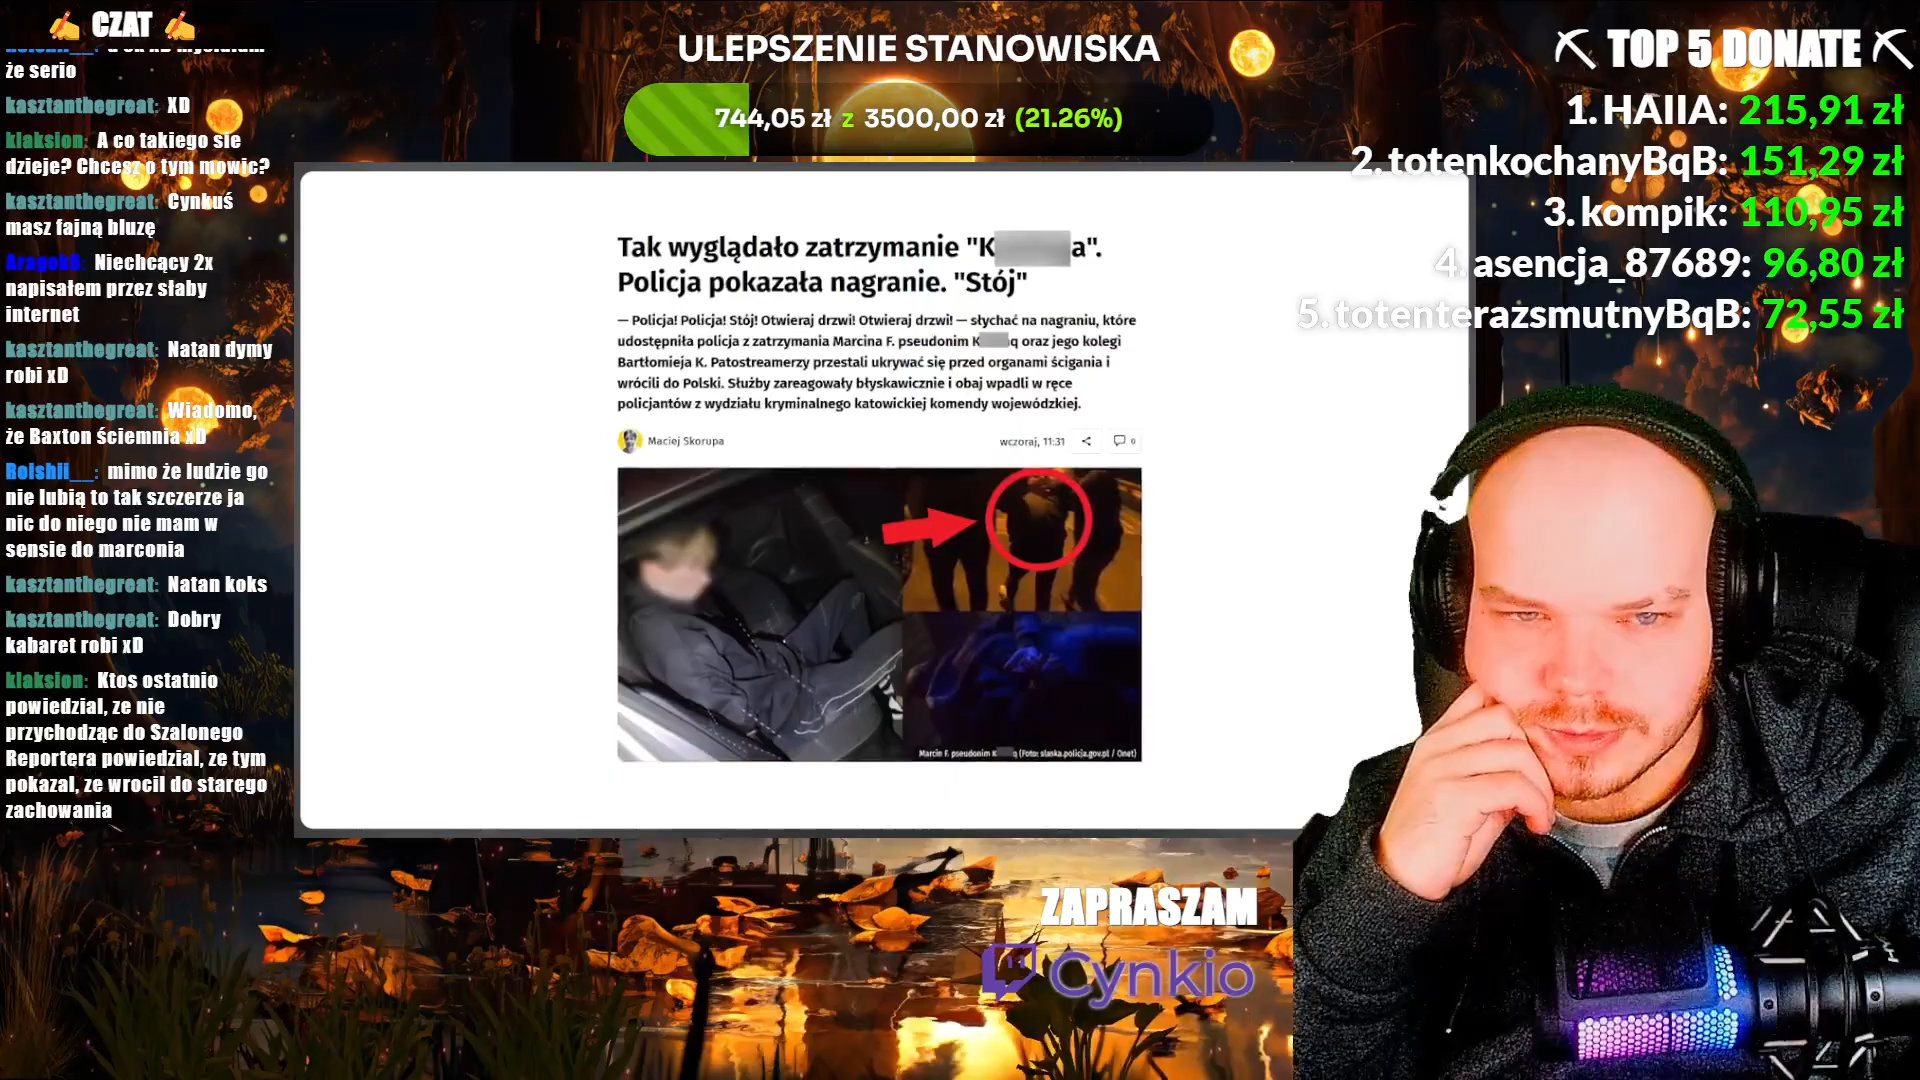 ✍ CZAT ✍
że serio
kasztanthegreat: XD
klaksion: A co takiego sie
dzieje? Chcesz o tym mowic?
kasztanthegreat: Cynkuś
masz fajną bluzę
Aragok6: Niechcący 2x
napisałem przez słaby
internet
kasztanthegreat: Natan dymy
robi xD
kasztanthegreat: Wiadomo,
że Baxton ściemnia xD
Rolshii__: mimo że ludzie go
nie lubią to tak szczerze ja
nic do niego nie mam w
sensie do marconia
kasztanthegreat: Natan koks
kasztanthegreat: Dobry
kabaret robi xD
klaksion: Ktos ostatnio
powiedzial, ze nie
przychodząc do Szalonego
Reportera powiedzial, ze tym
pokazal, ze wrocil do starego
zachowania
ULEPSZENIE STANOWISKA
744,05 zł z 3500,00 zł (21.26%)
Tak wyglądało zatrzymanie "K a".
Policja pokazała nagranie. "Stój"
— Policja! Policja! Stój! Otwieraj drzwi! Otwieraj drzwi! — słychać na nagraniu, które
udostępniła policja z zatrzymania Marcina F. pseudonim K q oraz jego kolegi
Bartłomieja K. Patostreamerzy przestali ukrywać się przed organami ścigania i
wrócili do Polski. Służby zareagowały błyskawicznie i obaj wpadli w ręce
policjantów z wydziału kryminalnego katowickiej komendy wojewódzkiej.
Maciej Skorupa
wczoraj, 11:31
0
Marcin F. pseudonim K q (Foto: slaska.policja.gov.pl / Onet)
TOP 5 DONATE
1. HAIIA: 215,91 zł
2. totenkochanyBqB: 151,29 zł
3. kompik: 110,95 zł
4. asencja_87689: 96,80 zł
5. totenterazsmutnyBqB: 72,55 zł
ZAPRASZAM
Cynkio